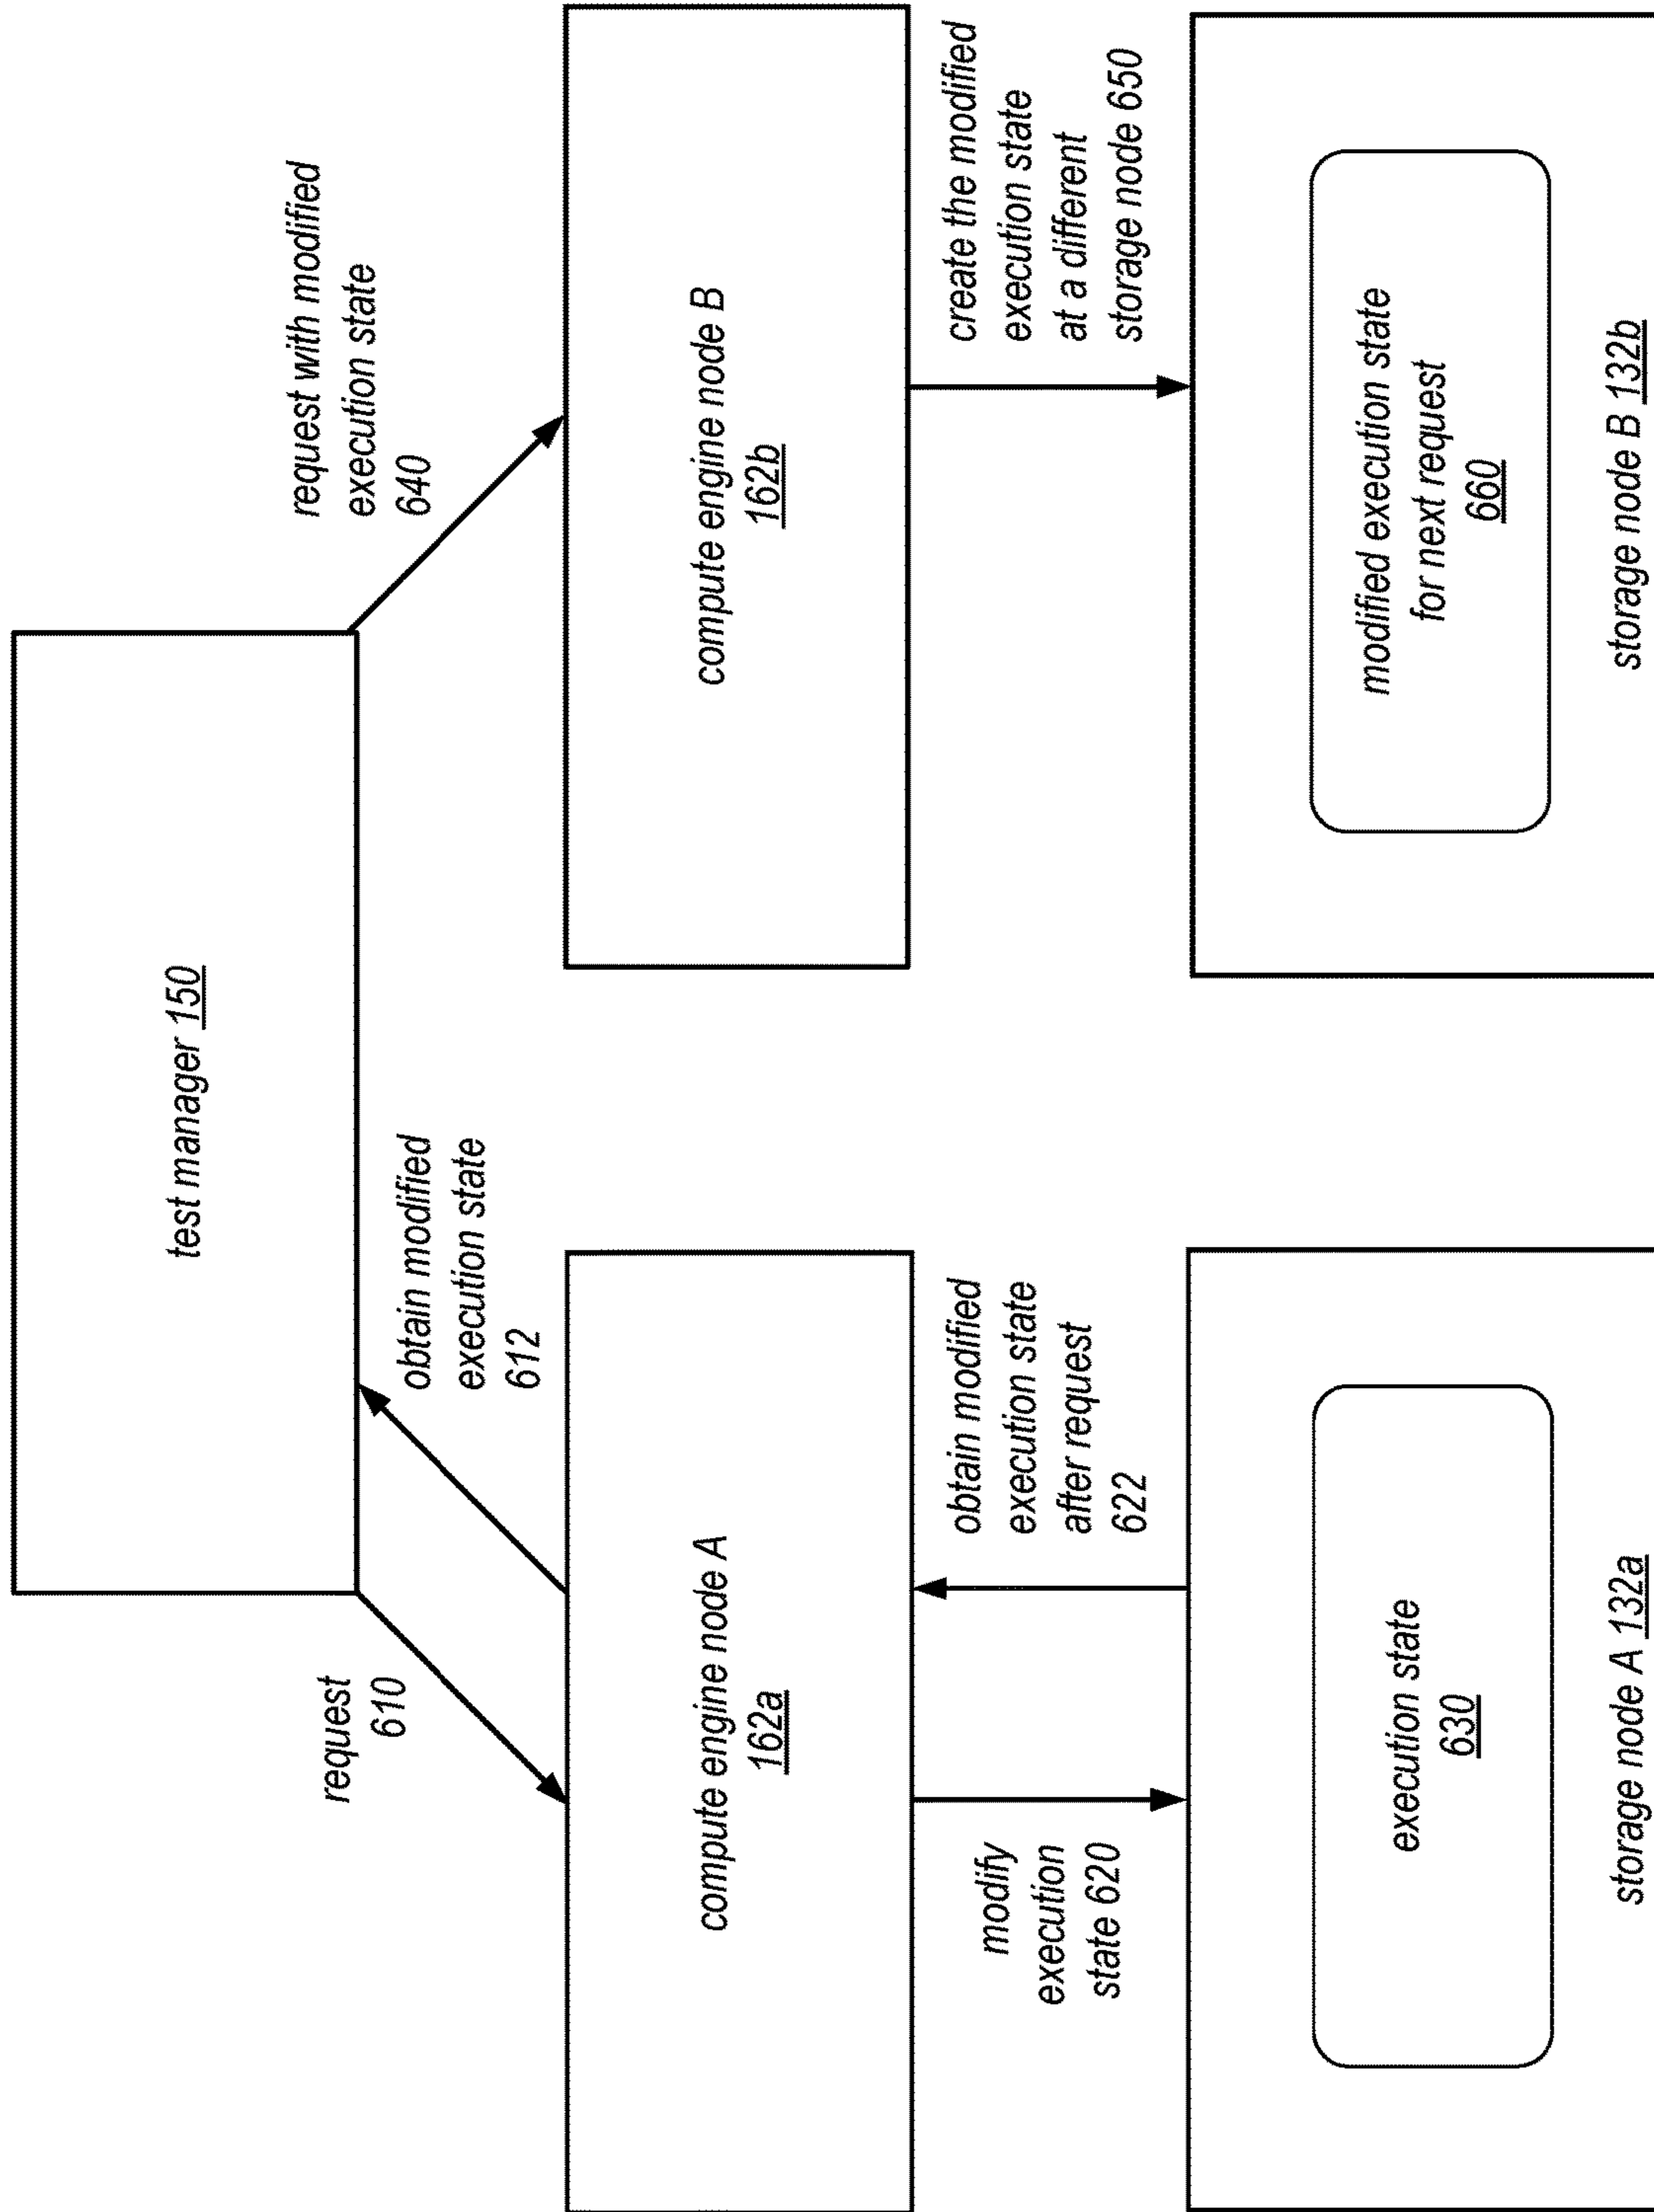 test manager 150
request
610
obtain modified
execution state
612
request with modified
execution state
640
compute engine node A
162a
compute engine node B
162b
modify
execution
state 620
obtain modified
execution state
after request
622
create the modified
execution state
at a different
storage node 650
execution state
630
storage node A 132a
modified execution state
for next request
660
storage node B 132b